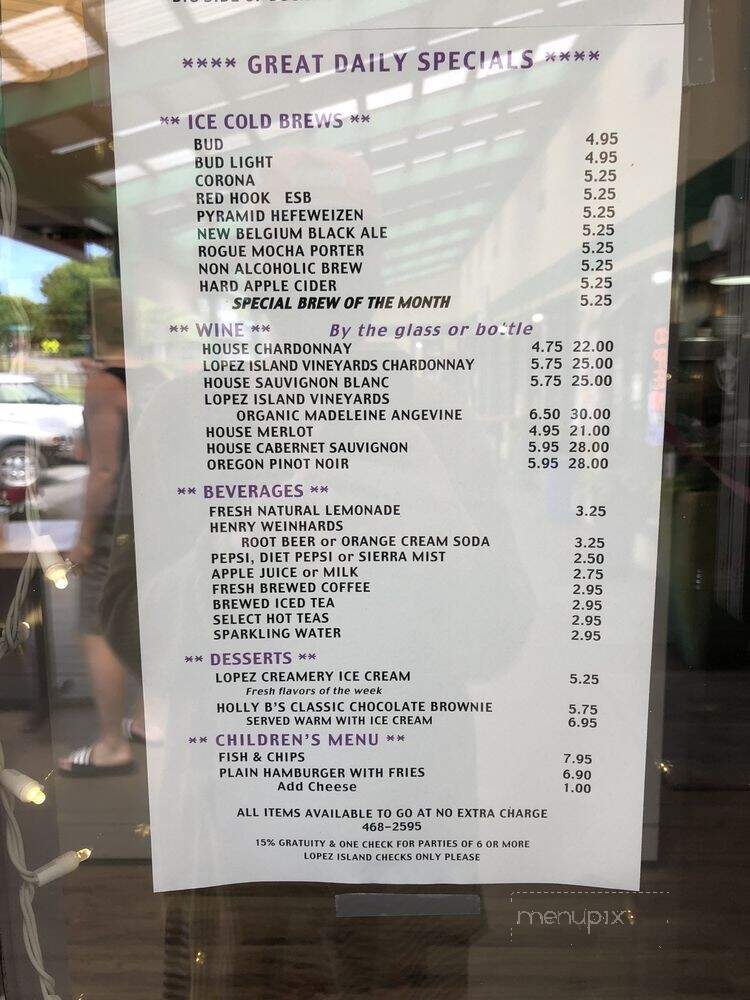 **** GREAT DAILY SPECIALS ****
** ICE COLD BREWS **
BUD 4.95
BUD LIGHT 4.95
CORONA 5.25
RED HOOK ESB 5.25
PYRAMID HEFEWEIZEN 5.25
NEW BELGIUM BLACK ALE 5.25
ROGUE MOCHA PORTER 5.25
NON ALCOHOLIC BREW 5.25
HARD APPLE CIDER 5.25
SPECIAL BREW OF THE MONTH 5.25
** WINE ** By the glass or bottle
HOUSE CHARDONNAY 4.75 22.00
LOPEZ ISLAND VINEYARDS CHARDONNAY 5.75 25.00
HOUSE SAUVIGNON BLANC 5.75 25.00
LOPEZ ISLAND VINEYARDS
ORGANIC MADELEINE ANGEVINE 6.50 30.00
HOUSE MERLOT 4.95 21.00
HOUSE CABERNET SAUVIGNON 5.95 28.00
OREGON PINOT NOIR 5.95 28.00
** BEVERAGES **
FRESH NATURAL LEMONADE 3.25
HENRY WEINHARDS
ROOT BEER or ORANGE CREAM SODA 3.25
PEPSI, DIET PEPSI or SIERRA MIST 2.50
APPLE JUICE or MILK 2.75
FRESH BREWED COFFEE 2.95
BREWED ICED TEA 2.95
SELECT HOT TEAS 2.95
SPARKLING WATER 2.95
** DESSERTS **
LOPEZ CREAMERY ICE CREAM 5.25
Fresh flavors of the week
HOLLY B'S CLASSIC CHOCOLATE BROWNIE 5.75
SERVED WARM WITH ICE CREAM 6.95
** CHILDREN'S MENU **
FISH & CHIPS 7.95
PLAIN HAMBURGER WITH FRIES 6.90
Add Cheese 1.00
ALL ITEMS AVAILABLE TO GO AT NO EXTRA CHARGE
468-2595
15% GRATUITY & ONE CHECK FOR PARTIES OF 6 OR MORE
LOPEZ ISLAND CHECKS ONLY PLEASE
menupix